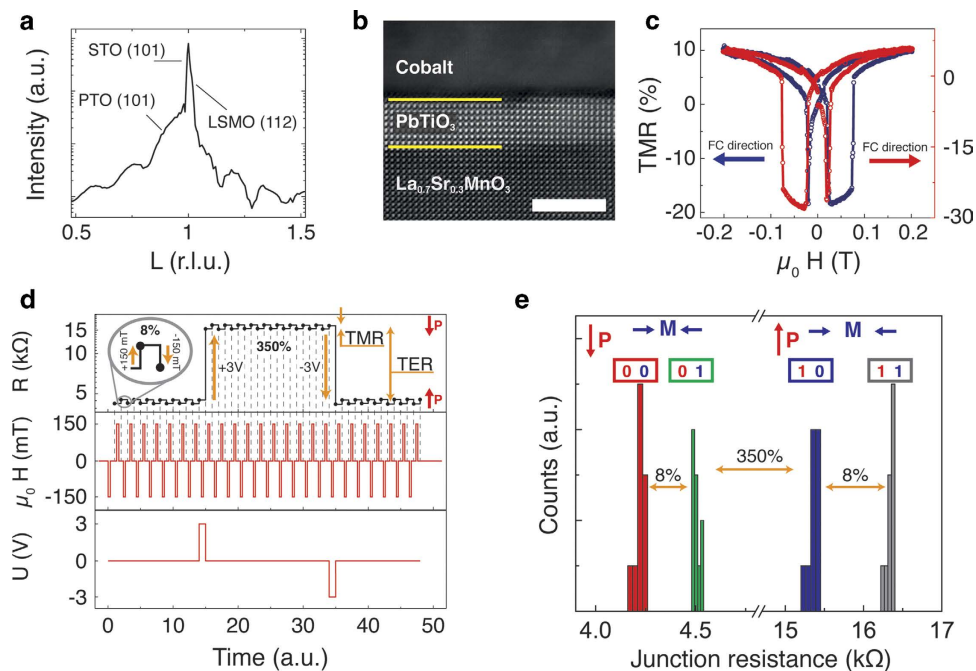 a
Intensity (a.u.)
STO (101)
PTO (101)
LSMO (112)
0.5 1 1.5
L (r.l.u.)
b
Cobalt
PbTiO3
La0.7Sr0.3MnO3
c
TMR (%)
10
0
-10
-20
0
-15
-30
FC direction
FC direction
-0.2 -0.1 0 0.1 0.2
μ0 H (T)
d
R (kΩ)
15
10
5
8%
+150 mT
-150 mT
350%
+3V
-3V
TMR
TER
P
P
μ0 H (mT)
150
0
-150
U (V)
3
0
-3
0 10 20 30 40 50
Time (a.u.)
e
Counts (a.u.)
P
M
P
M
0 0
0 1
1 0
1 1
8%
350%
8%
4.0 4.5 15 16 17
Junction resistance (kΩ)